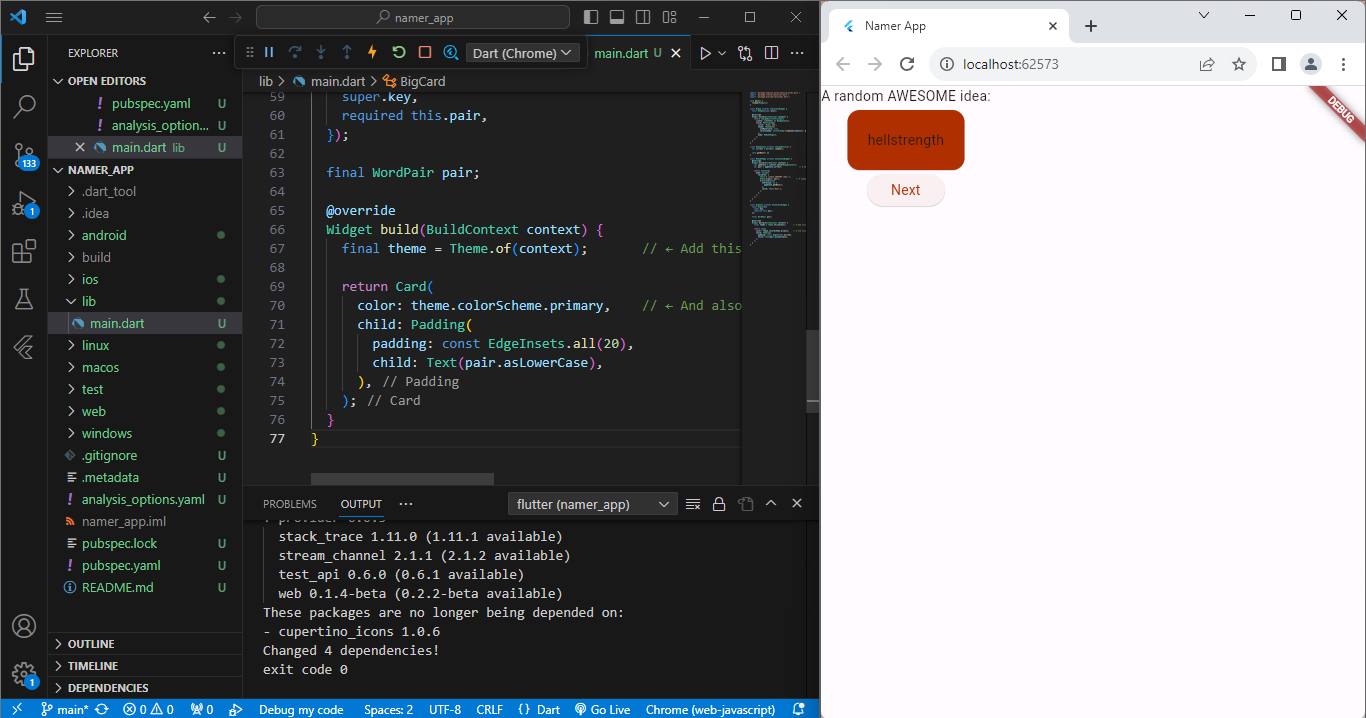 namer_app
EXPLORER
OPEN EDITORS
! pubspec.yaml U
! analysis_option... U
main.dart lib U
NAMER_APP
.dart_tool
.idea
android
build
ios
lib
main.dart U
linux
macos
test
web
windows
.gitignore U
.metadata U
! analysis_options.yaml U
namer_app.iml
pubspec.lock U
! pubspec.yaml U
README.md U
OUTLINE
TIMELINE
DEPENDENCIES
133
1
1
Dart (Chrome)
main.dart U
lib > main.dart > BigCard
59 super.key,
60 required this.pair,
61 });
62
63 final WordPair pair;
64
65 @override
66 Widget build(BuildContext context) {
67 final theme = Theme.of(context); // ← Add this
68
69 return Card(
70 color: theme.colorScheme.primary, // ← And also
71 child: Padding(
72 padding: const EdgeInsets.all(20),
73 child: Text(pair.asLowerCase),
74 ), // Padding
75 ); // Card
76 }
77 }
PROBLEMS OUTPUT ... flutter (namer_app)
stack_trace 1.11.0 (1.11.1 available)
stream_channel 2.1.1 (2.1.2 available)
test_api 0.6.0 (0.6.1 available)
web 0.1.4-beta (0.2.2-beta available)
These packages are no longer being depended on:
- cupertino_icons 1.0.6
Changed 4 dependencies!
exit code 0
main* 0 0 0 Debug my code Spaces: 2 UTF-8 CRLF {} Dart Go Live Chrome (web-javascript)
Namer App
localhost:62573
A random AWESOME idea:
DEBUG
hellstrength
Next